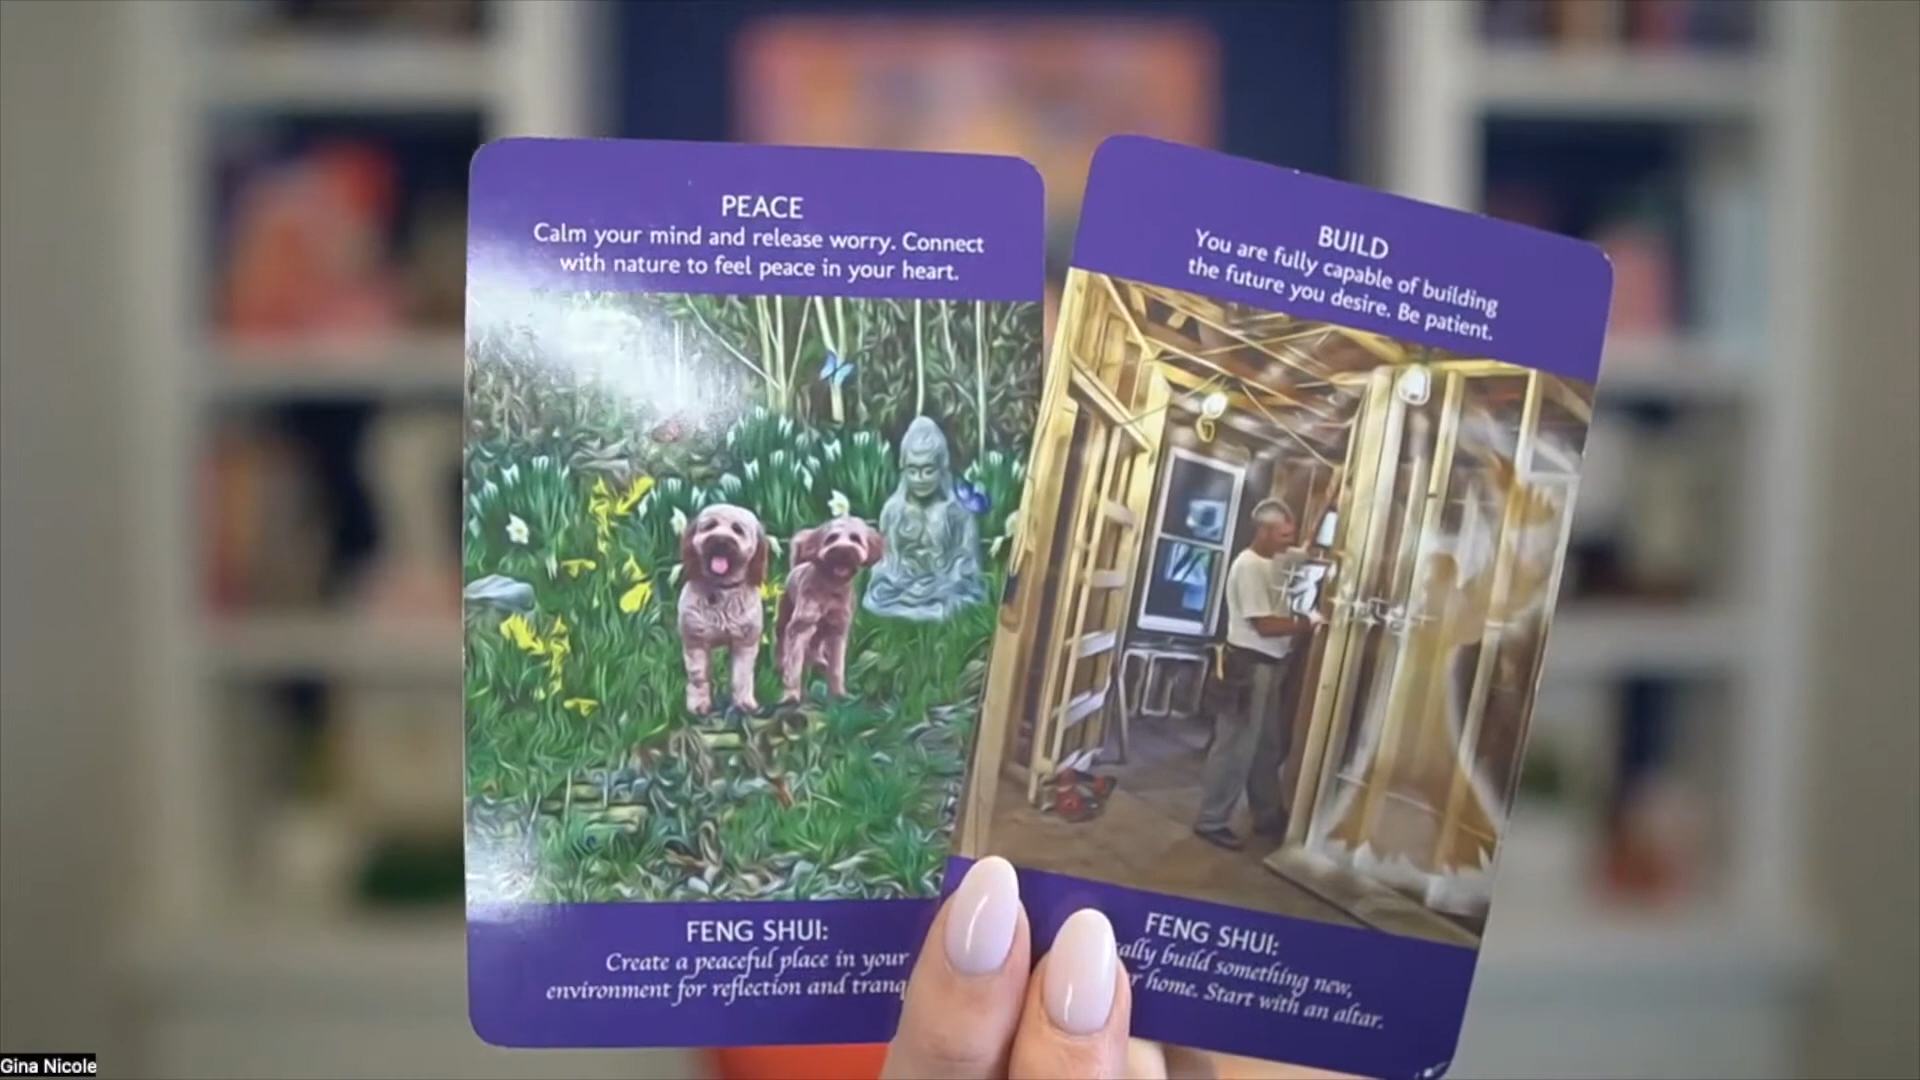 PEACE
Calm your mind and release worry. Connect
with nature to feel peace in your heart.
FENG SHUI:
Create a peaceful place in your
environment for reflection and
BUILD
You are fully capable of building
the future you desire. Be patient.
FENG SHUI:
build something new,
home. Start with an altar.
Gina Nicole